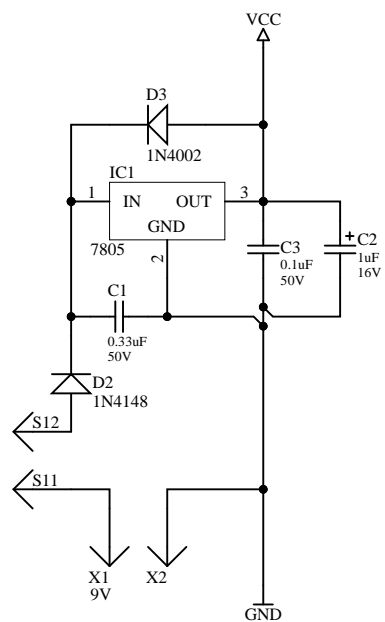 VCC
D3
1N4002
IC1
1
IN
OUT
3
GND
7805
2
C3
0.1uF
50V
+
C2
1uF
16V
C1
0.33uF
50V
D2
1N4148
S12
S11
X1
9V
X2
GND